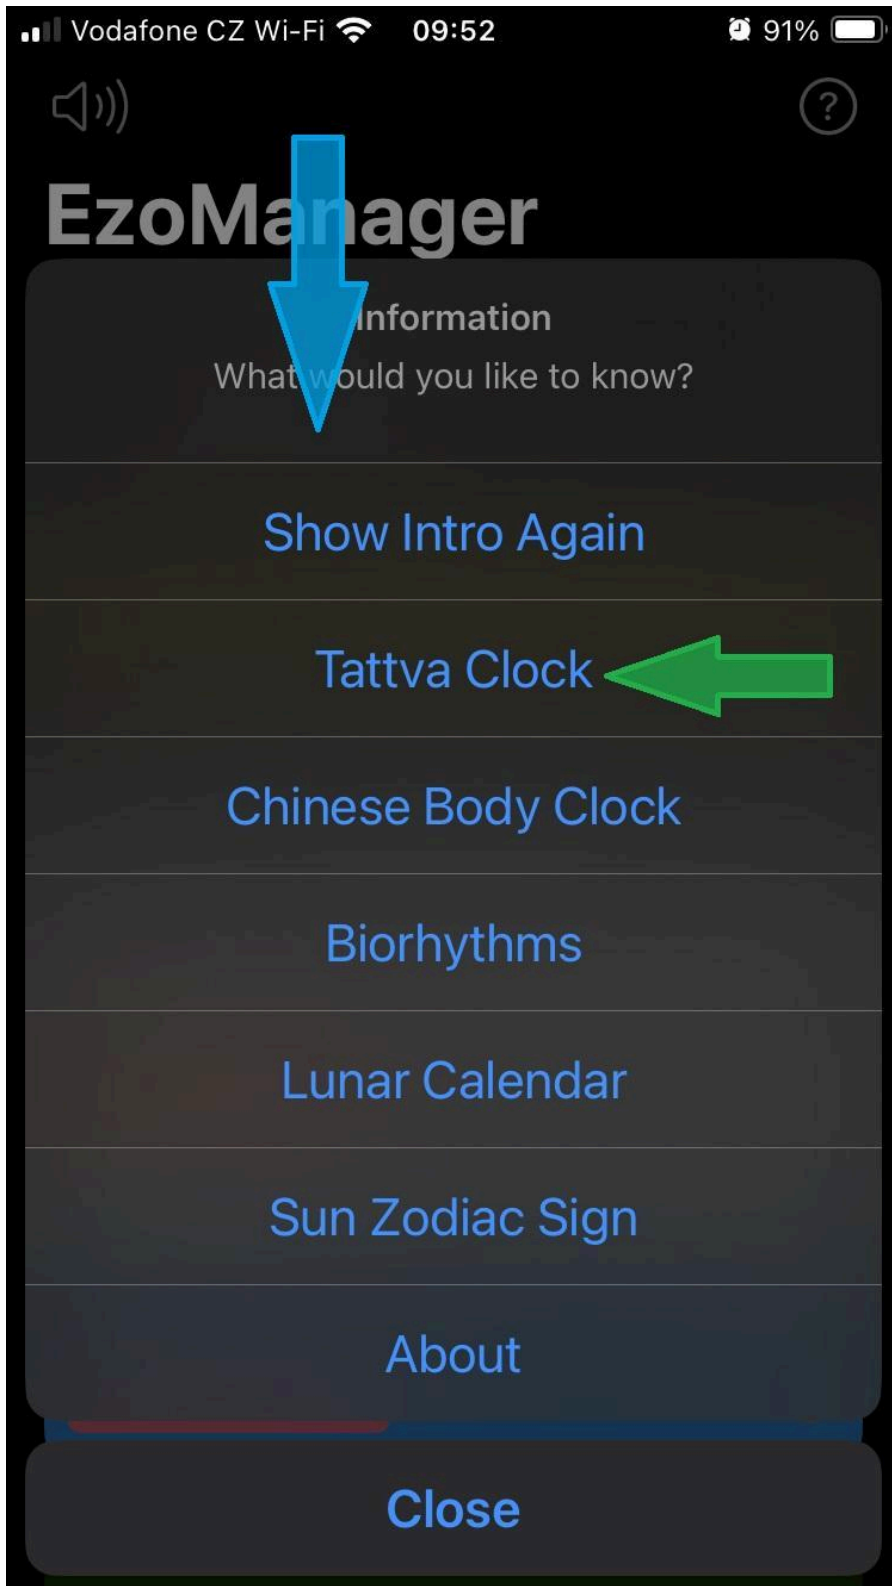 Vodafone CZ Wi-Fi 09:52 91%
?
EzoManager
Information
What would you like to know?
Show Intro Again
Tattva Clock
Chinese Body Clock
Biorhythms
Lunar Calendar
Sun Zodiac Sign
About
Close